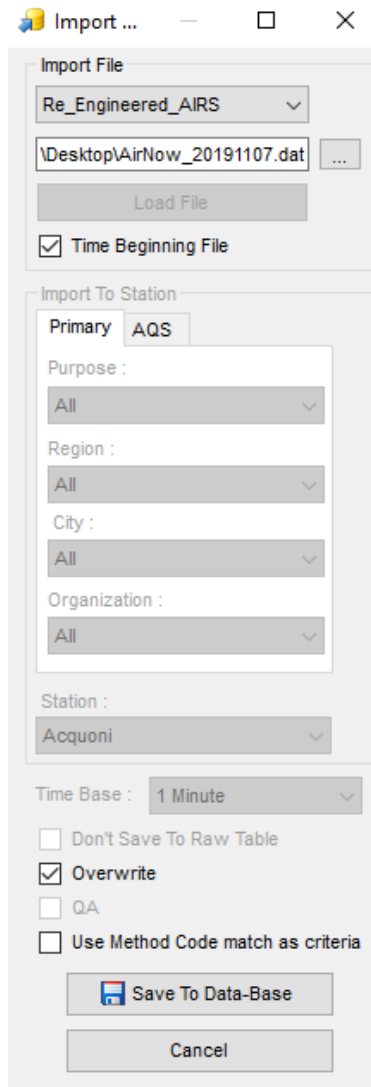 Import ...
Import File
Re_Engineered_AIRS
\Desktop\AirNow_20191107.dat ...
Load File
Time Beginning File
Import To Station
Primary AQS
Purpose :
All
Region :
All
City :
All
Organization :
All
Station :
Acquoni
Time Base : 1 Minute
Don't Save To Raw Table
Overwrite
QA
Use Method Code match as criteria
Save To Data-Base
Cancel